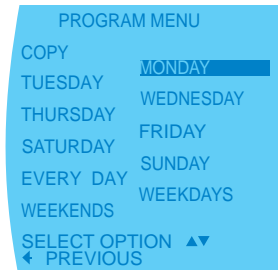 PROGRAM MENU
COPY
MONDAY
TUESDAY
WEDNESDAY
THURSDAY
FRIDAY
SATURDAY
SUNDAY
EVERY DAY
WEEKDAYS
WEEKENDS
SELECT OPTION ▲▼
PREVIOUS